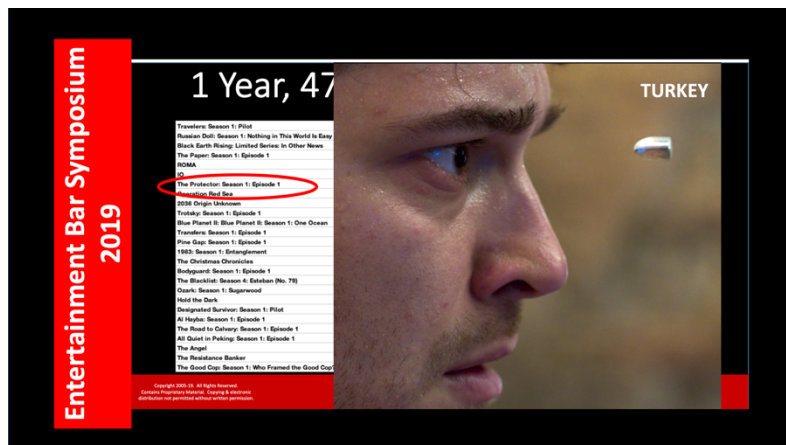 Entertainment Bar Symposium
2019
1 Year, 47
TURKEY
Travelers: Season 1: Pilot
Russian Doll: Season 1: Nothing in This World Is Easy
Black Earth Rising: Limited Series: In Other News
The Paper: Season 1: Episode 1
ROMA
IO
The Protector: Season 1: Episode 1
Operation Red Sea
2036 Origin Unknown
Trotsky: Season 1: Episode 1
Blue Planet II: Blue Planet II: Season 1: One Ocean
Transfers: Season 1: Episode 1
Pine Gap: Season 1: Episode 1
1983: Season 1: Entanglement
The Christmas Chronicles
Bodyguard: Season 1: Episode 1
The Blacklist: Season 4: Esteban (No. 79)
Ozark: Season 1: Sugarwood
Hold the Dark
Designated Survivor: Season 1: Pilot
Al Hayba: Season 1: Episode 1
The Road to Calvary: Season 1: Episode 1
All Quiet in Peking: Season 1: Episode 1
The Angel
The Resistance Banker
The Good Cop: Season 1: Who Framed the Good Cop?
Copyright 2005-19. All Rights Reserved.
Contains Proprietary Material. Copying & electronic
distribution not permitted without written permission.